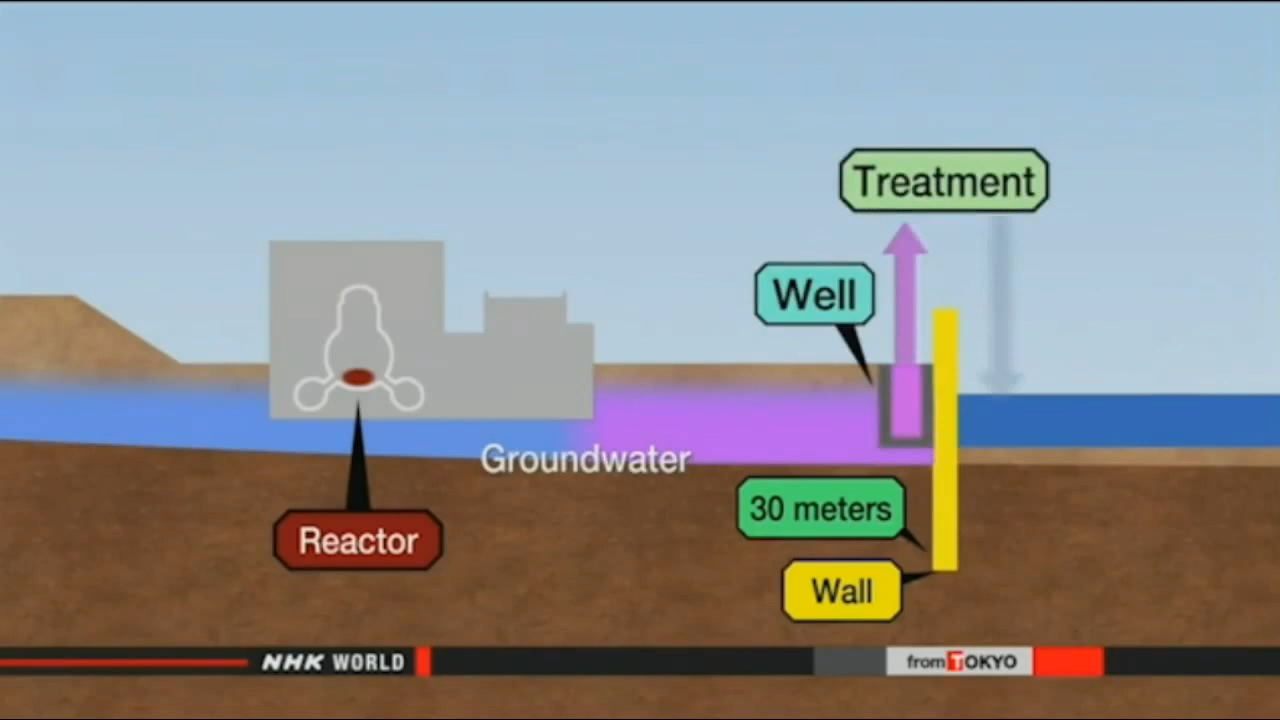 Treatment
Well
Groundwater
30 meters
Reactor
Wall
NHK WORLD
from TOKYO